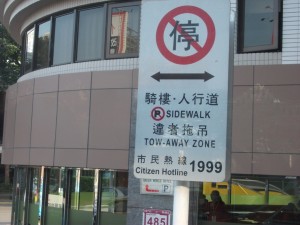 停
騎樓·人行道
R SIDEWALK
違者拖吊
TOW-AWAY ZONE
市民熱線 1999
Citizen Hotline
485